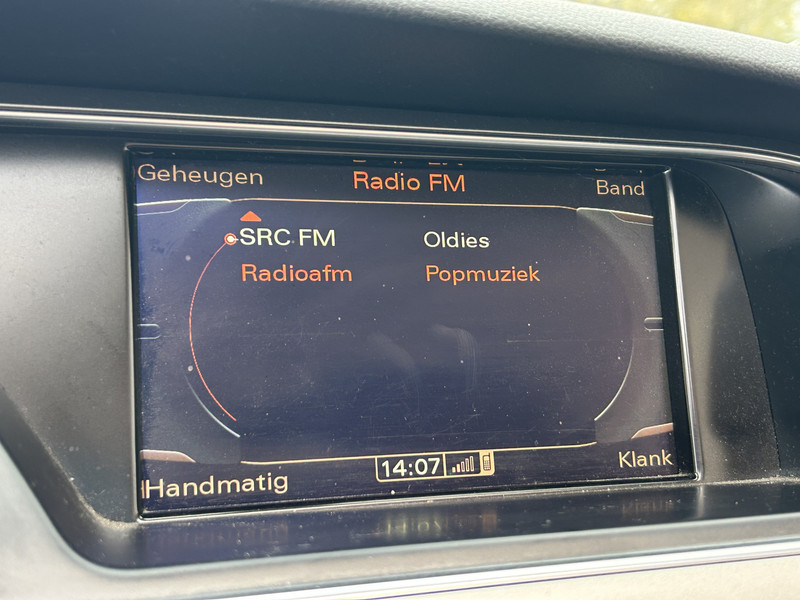 Geheugen Radio FM Band
SRC FM Oldies
Radioafm Popmuziek
Handmatig 14:07 Klank